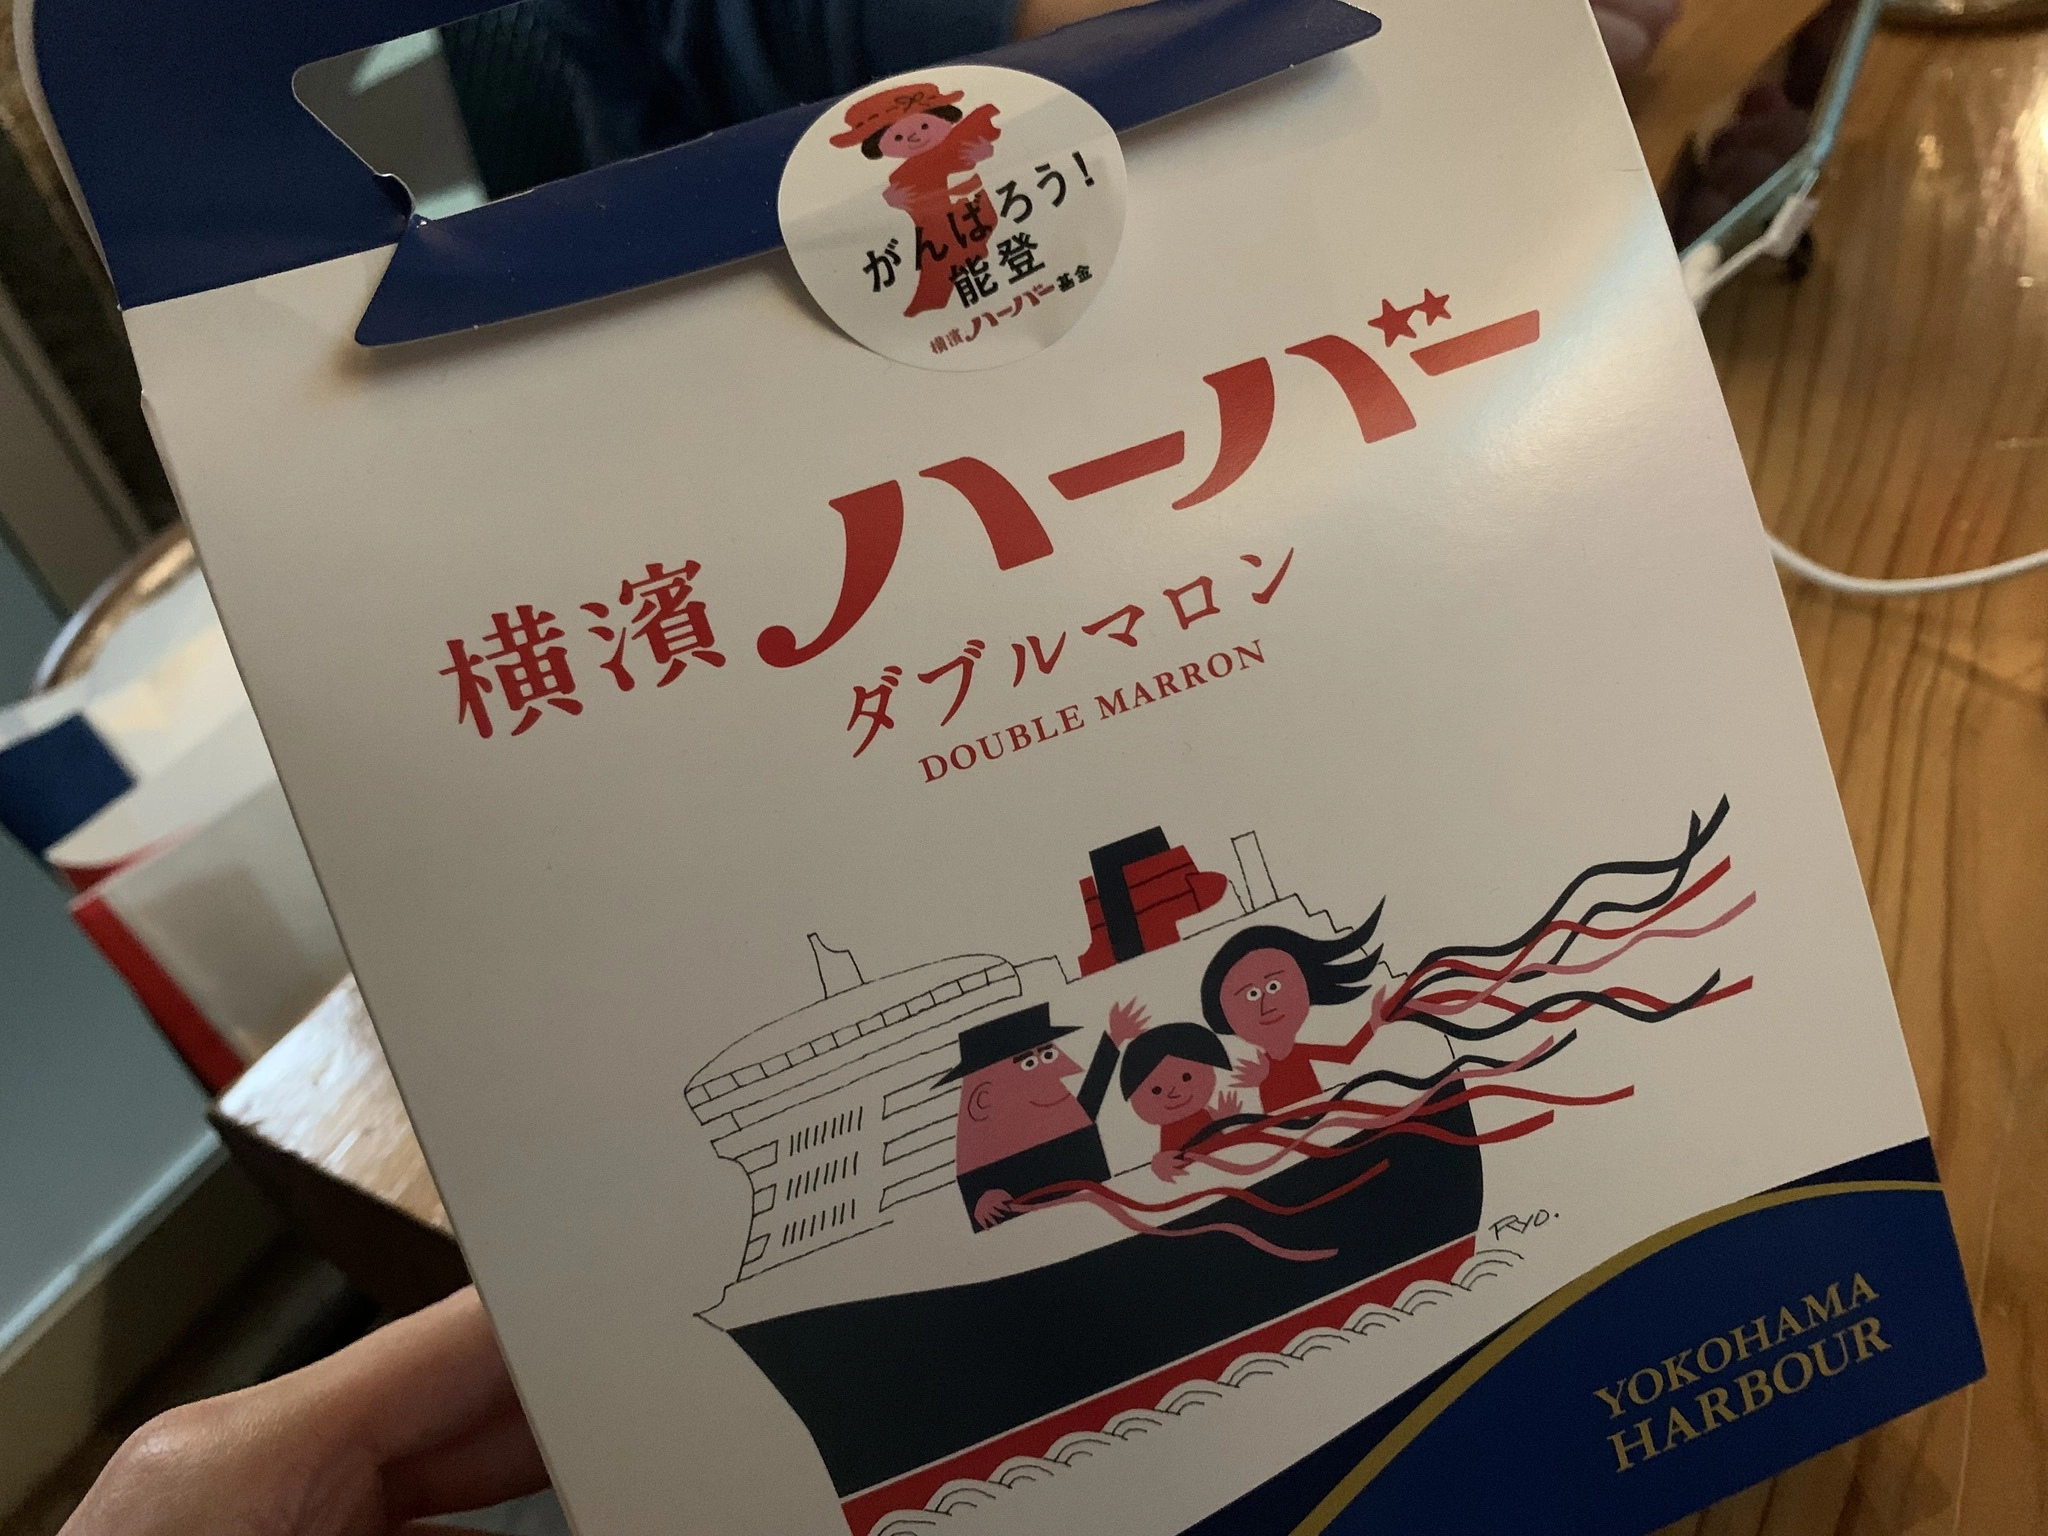 がんばろう!
能登
横濱ハーバー基金
横濱ハーバー
ダブルマロン
DOUBLE MARRON
RYO.
YOKOHAMA
HARBOUR